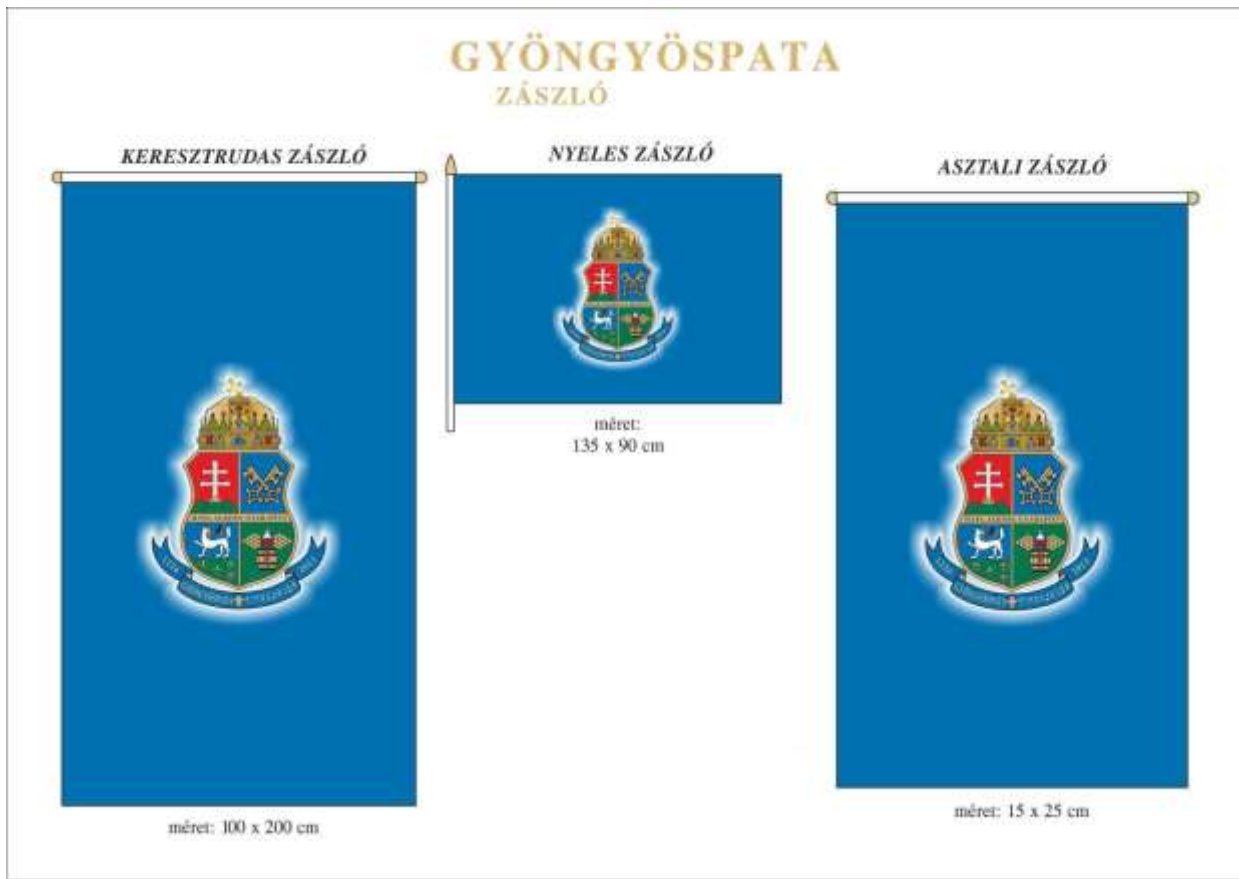 GYÖNGYÖSPATA
ZÁSZLÓ
KERESZTRUDAS ZÁSZLÓ
méret: 100 x 200 cm
NYELES ZÁSZLÓ
méret:
135 x 90 cm
ASZTALI ZÁSZLÓ
méret: 15 x 25 cm